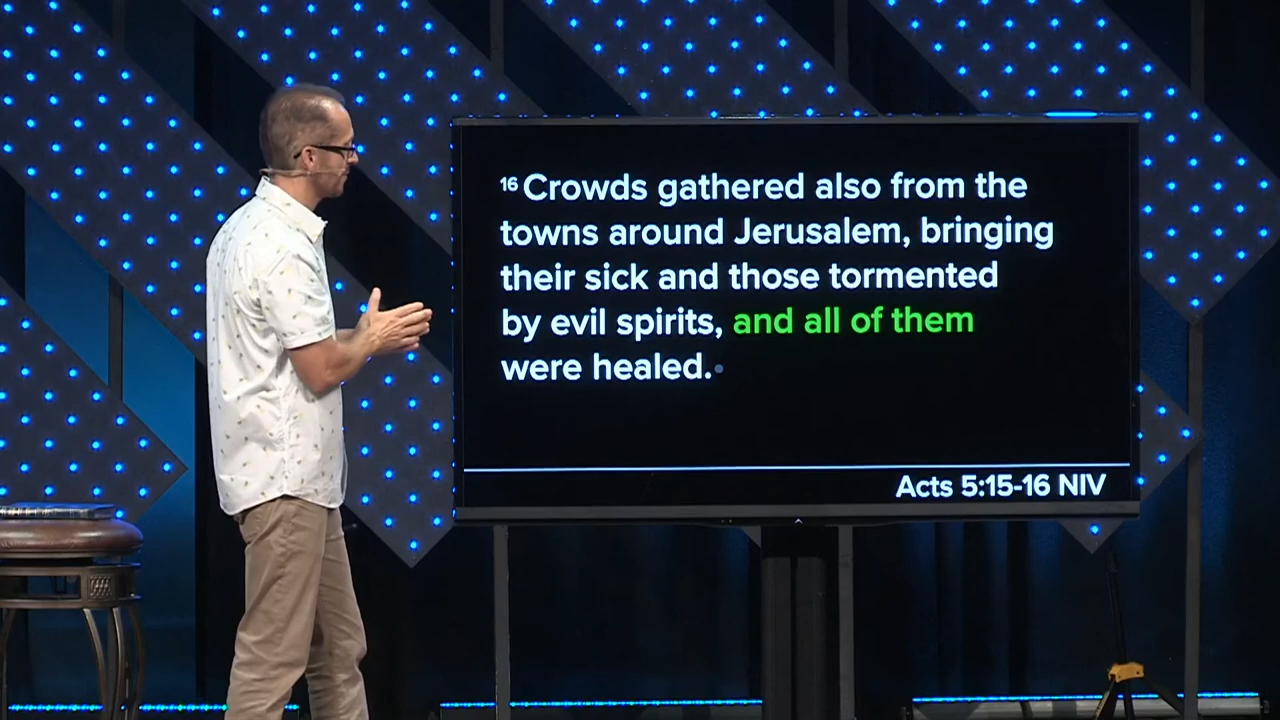 16 Crowds gathered also from the
towns around Jerusalem, bringing
their sick and those tormented
by evil spirits, and all of them
were healed.
Acts 5:15-16 NIV